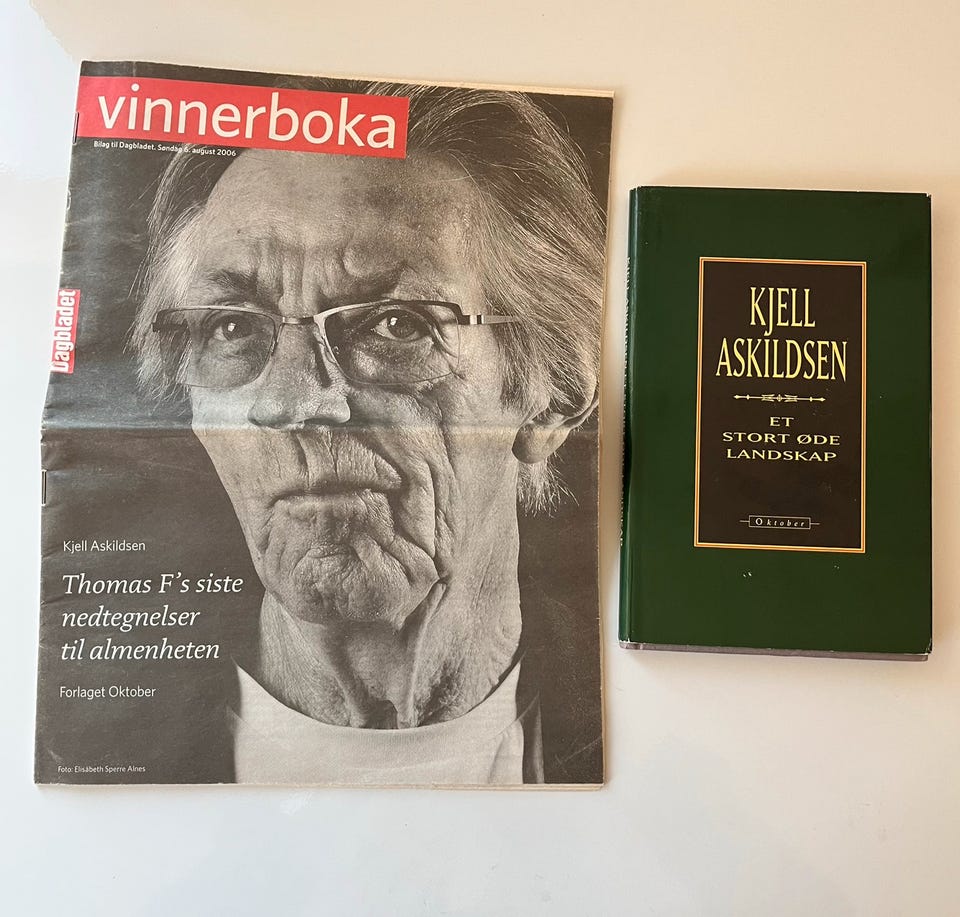 vinnerboka
Bilag til Dagbladet. Søndag 6. august 2006
Dagbladet
Kjell Askildsen
Thomas F's siste
nedtegnelser
til almenheten
Forlaget Oktober
Foto: Elisabeth Sperre Alnes
KJELL
ASKILDSEN
ET
STORT ØDE
LANDSKAP
Oktober